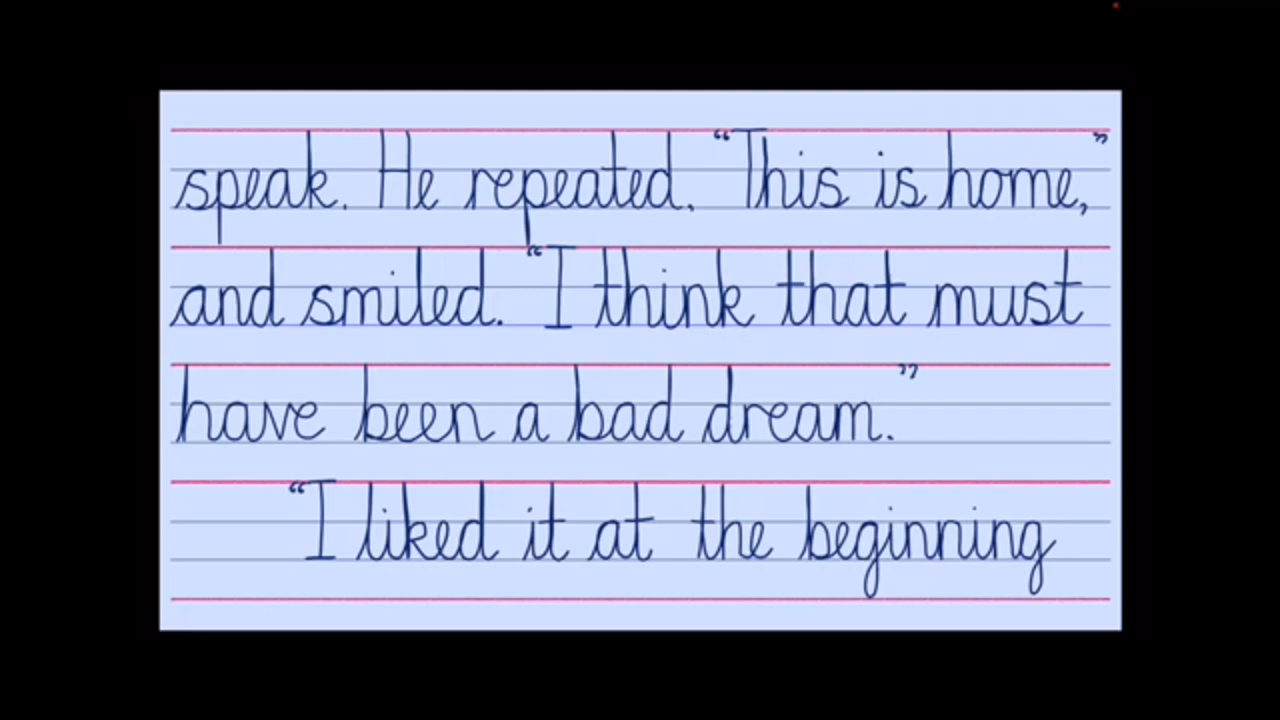 speak. He repeated. “This is home,”
and smiled. “I think that must
have been a bad dream.”
“I liked it at the beginning